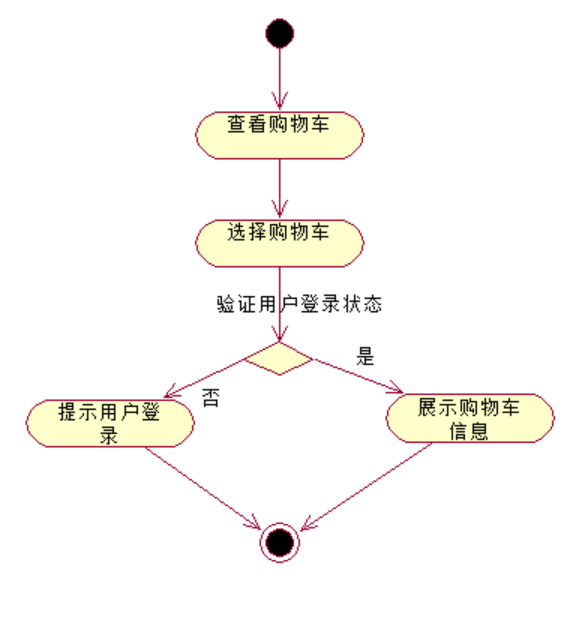 查看购物车
选择购物车
验证用户登录状态
是
否
提示用户登
录
展示购物车
信息